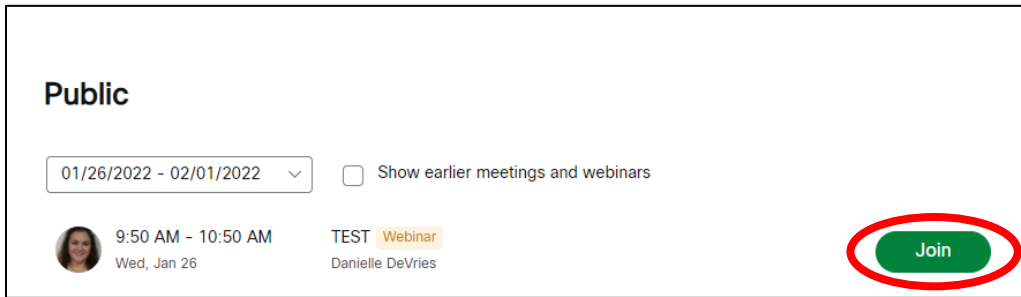 Public
01/26/2022 - 02/01/2022 Show earlier meetings and webinars
9:50 AM - 10:50 AM TEST Webinar Join
Wed, Jan 26 Danielle DeVries